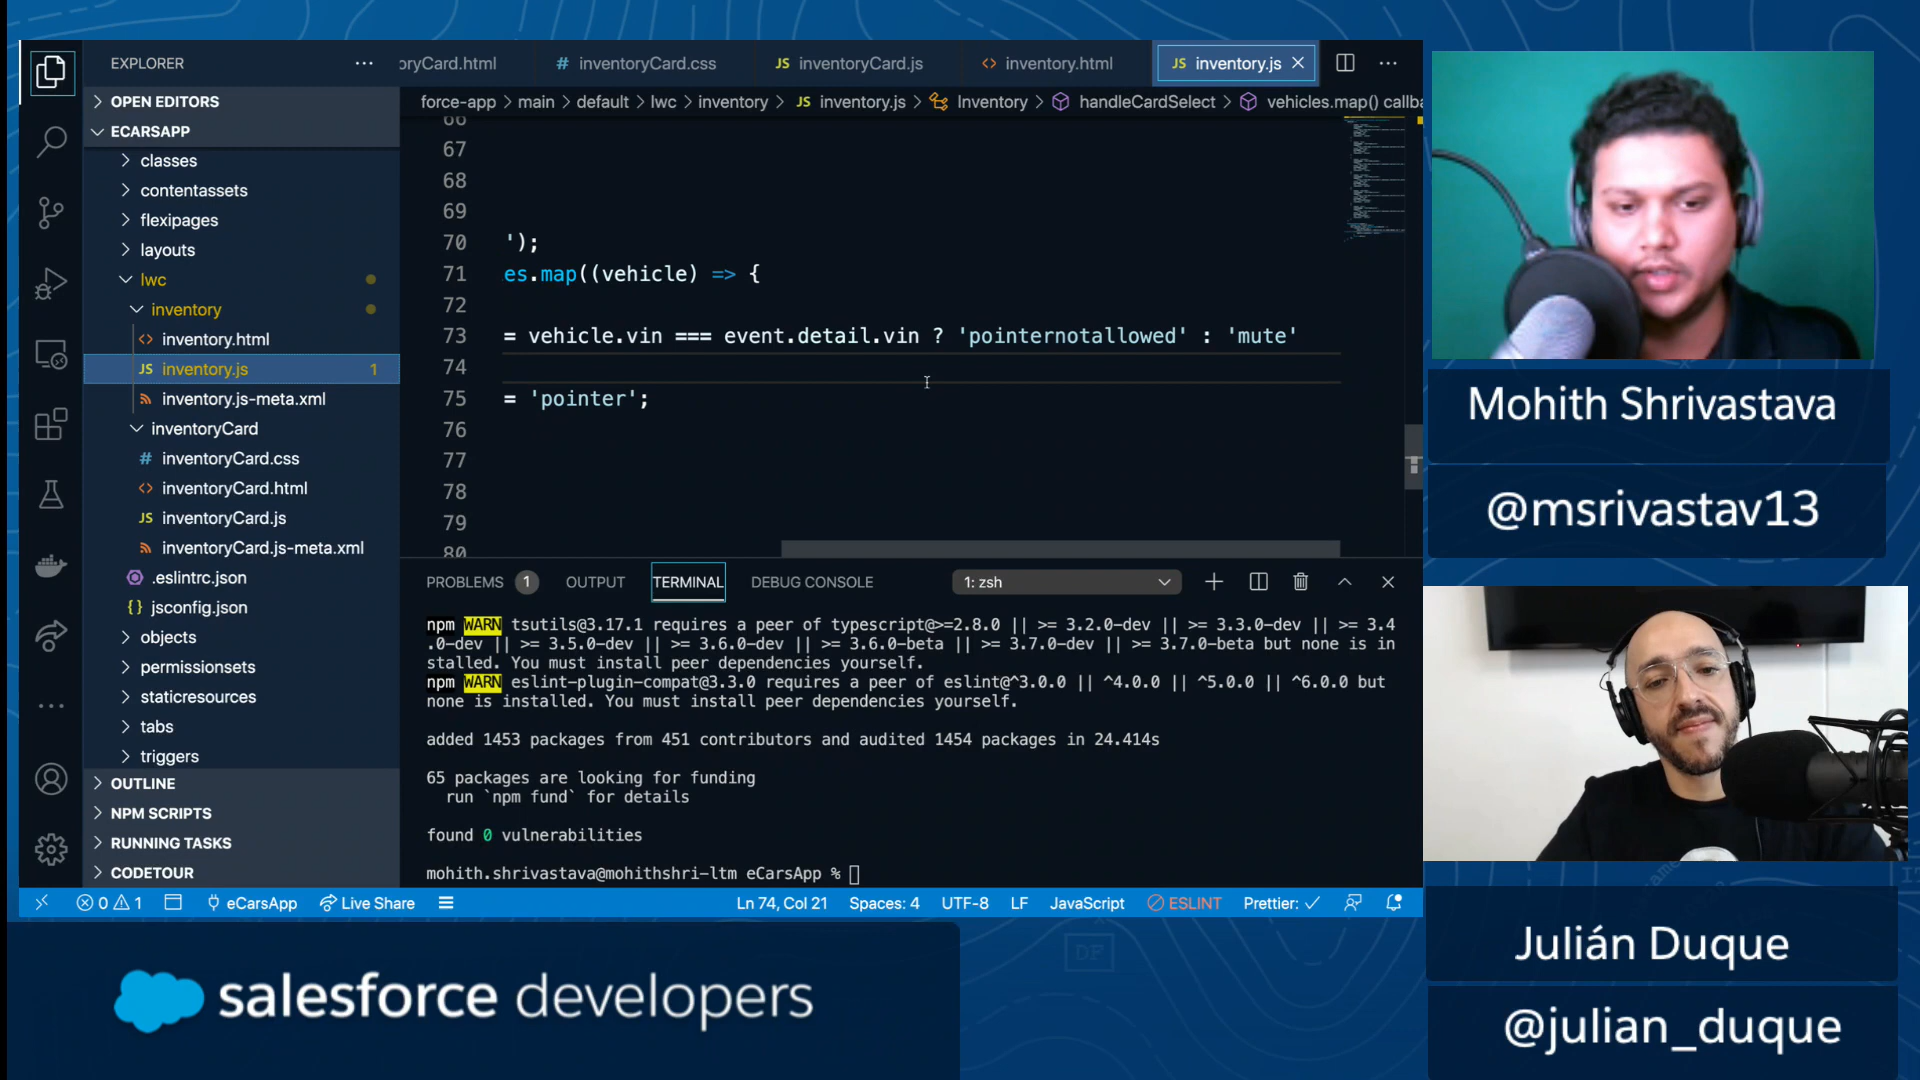 EXPLORER
OPEN EDITORS
ECARSAPP
classes
contentassets
flexipages
layouts
lwc
inventory
inventory.html
JS inventory.js 1
inventory.js-meta.xml
inventoryCard
# inventoryCard.css
inventoryCard.html
JS inventoryCard.js
inventoryCard.js-meta.xml
.eslintrc.json
{} jsconfig.json
objects
permissionsets
staticresources
tabs
triggers
OUTLINE
NPM SCRIPTS
RUNNING TASKS
CODETOUR
oryCard.html # inventoryCard.css JS inventoryCard.js <> inventory.html JS inventory.js
force-app > main > default > lwc > inventory > JS inventory.js > Inventory > handleCardSelect > vehicles.map() callba
66
67
68
69
70 ');
71 es.map((vehicle) => {
72
73 = vehicle.vin === event.detail.vin ? 'pointernotallowed' : 'mute'
74
75 = 'pointer';
76
77
78
79
80
PROBLEMS 1 OUTPUT TERMINAL DEBUG CONSOLE 1: zsh
npm WARN tsutils@3.17.1 requires a peer of typescript@>=2.8.0 || >= 3.2.0-dev || >= 3.3.0-dev || >= 3.4
.0-dev || >= 3.5.0-dev || >= 3.6.0-dev || >= 3.6.0-beta || >= 3.7.0-dev || >= 3.7.0-beta but none is in
stalled. You must install peer dependencies yourself.
npm WARN eslint-plugin-compat@3.3.0 requires a peer of eslint@^3.0.0 || ^4.0.0 || ^5.0.0 || ^6.0.0 but
none is installed. You must install peer dependencies yourself.
added 1453 packages from 451 contributors and audited 1454 packages in 24.414s
65 packages are looking for funding
run `npm fund` for details
found 0 vulnerabilities
mohith.shrivastava@mohithshri-ltm eCarsApp %
0 1 eCarsApp Live Share Ln 74, Col 21 Spaces: 4 UTF-8 LF JavaScript ESLINT Prettier: ✓
Mohith Shrivastava
@msrivastav13
Julián Duque
@julian_duque
salesforce developers
DF